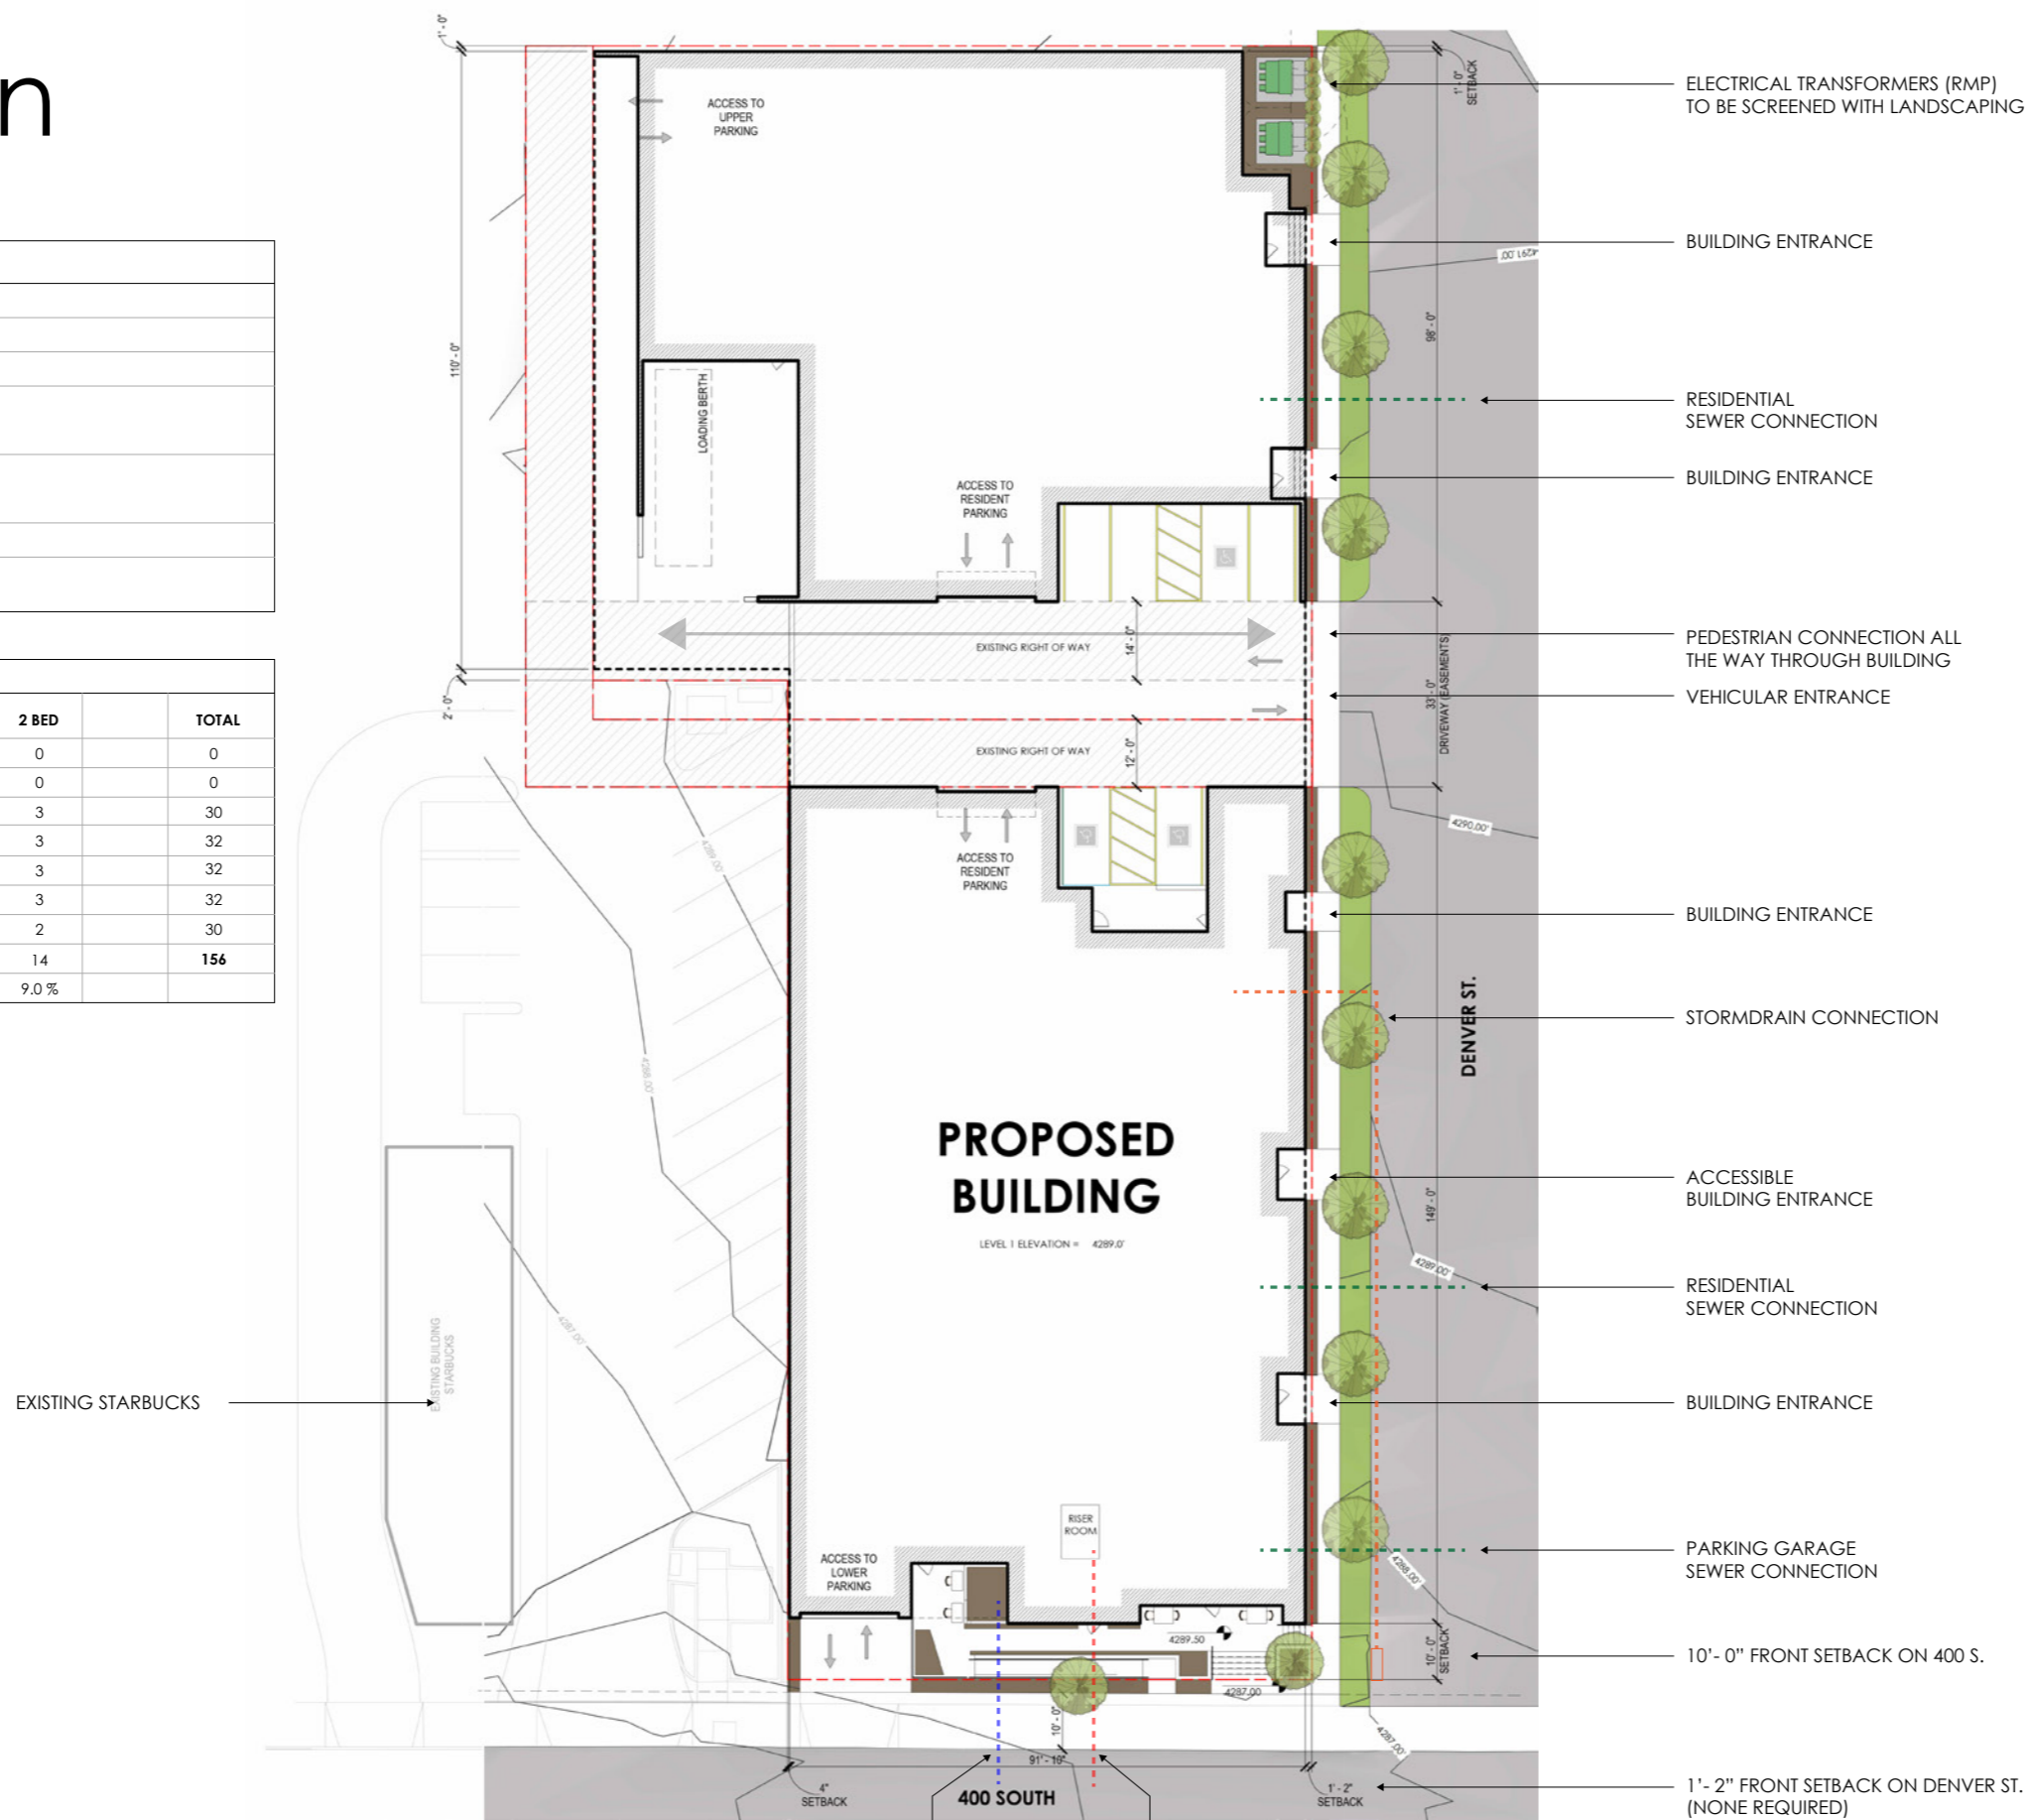 n
2 BED TOTAL
0 0
0 0
3 30
3 32
3 32
3 32
2 30
14 156
9.0 %
1' - 0"
110' - 0"
2' - 0"
ACCESS TO
UPPER
PARKING
LOADING BERTH
ACCESS TO
RESIDENT
PARKING
EXISTING RIGHT OF WAY
14' - 0"
EXISTING RIGHT OF WAY
12' - 0"
ACCESS TO
RESIDENT
PARKING
PROPOSED
BUILDING
LEVEL 1 ELEVATION = 4289.0'
RISER
ROOM
ACCESS TO
LOWER
PARKING
4289.50
4287.00
10' - 0"
91' - 10"
4"
SETBACK
400 SOUTH
1' - 2"
SETBACK
EXISTING STARBUCKS
EXISTING BUILDING
STARBUCKS
4289.00'
4288.00'
4287.00'
1' - 0"
SETBACK
4291.00'
98' - 0"
33' - 0"
DRIVEWAY (EASEMENTS)
4290.00'
DENVER ST.
149' - 0"
4289.00'
4288.00'
10' - 0"
SETBACK
4287.00'
ELECTRICAL TRANSFORMERS (RMP)
TO BE SCREENED WITH LANDSCAPING
BUILDING ENTRANCE
RESIDENTIAL
SEWER CONNECTION
BUILDING ENTRANCE
PEDESTRIAN CONNECTION ALL
THE WAY THROUGH BUILDING
VEHICULAR ENTRANCE
BUILDING ENTRANCE
STORMDRAIN CONNECTION
ACCESSIBLE
BUILDING ENTRANCE
RESIDENTIAL
SEWER CONNECTION
BUILDING ENTRANCE
PARKING GARAGE
SEWER CONNECTION
10'- 0" FRONT SETBACK ON 400 S.
1'- 2" FRONT SETBACK ON DENVER ST.
(NONE REQUIRED)